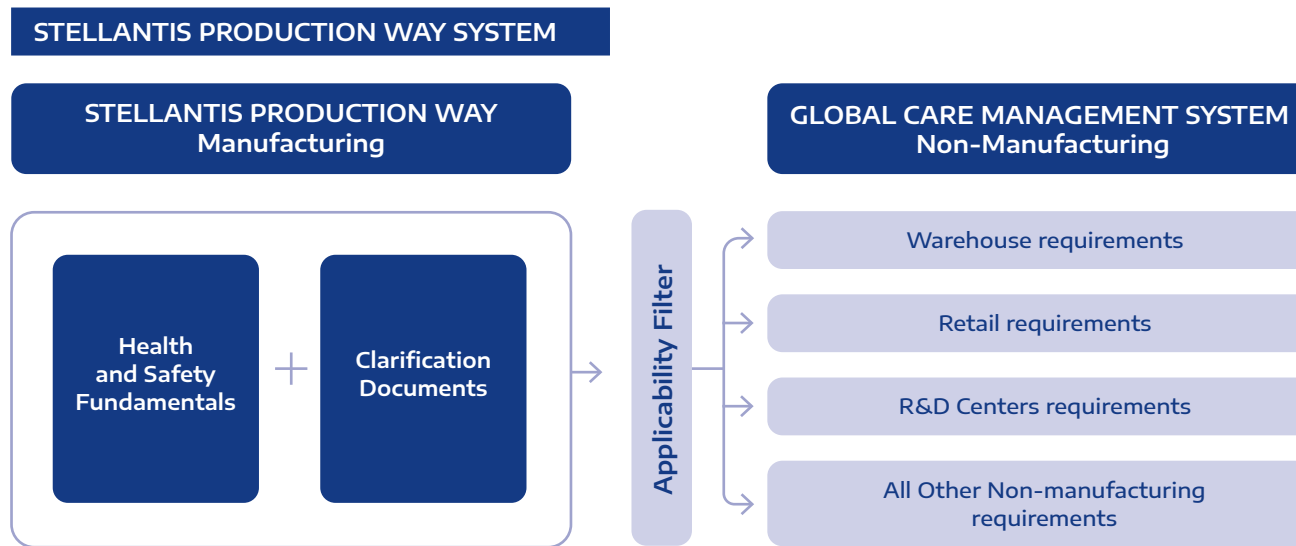 STELLANTIS PRODUCTION WAY SYSTEM
STELLANTIS PRODUCTION WAY
Manufacturing
GLOBAL CARE MANAGEMENT SYSTEM
Non-Manufacturing
Health
and Safety
Fundamentals
+
Clarification
Documents
Applicability Filter
Warehouse requirements
Retail requirements
R&D Centers requirements
All Other Non-manufacturing
requirements